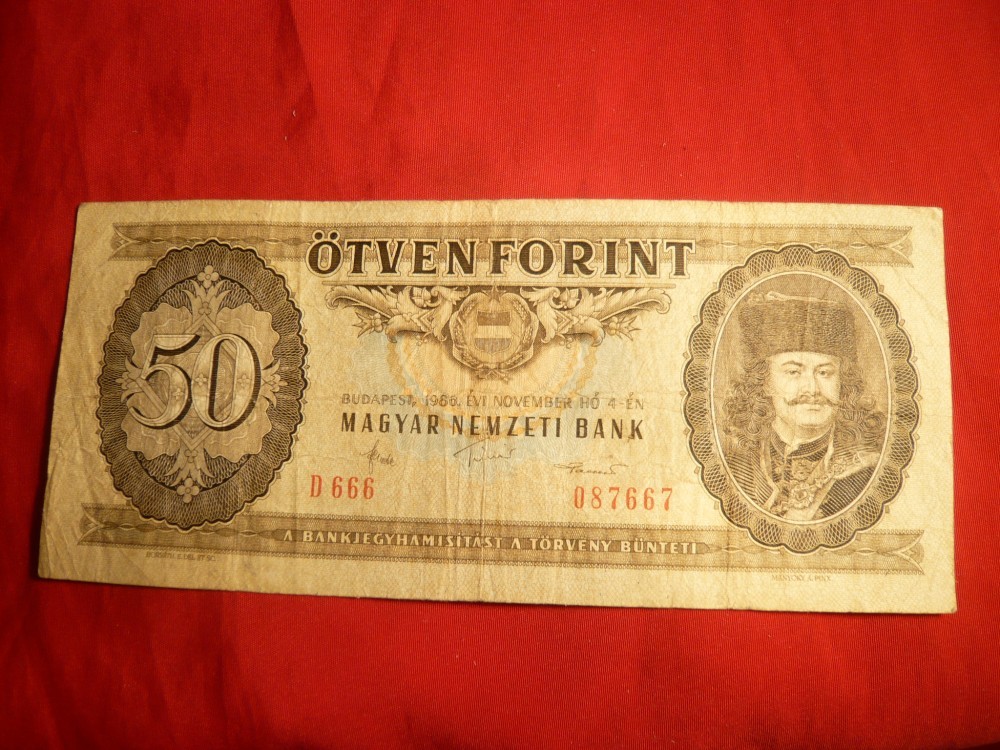 ÖTVEN FORINT
50
BUDAPEST, 1986. ÉVI NOVEMBER HÓ 4-ÉN
MAGYAR NEMZETI BANK
D 666 087667
A BANKJEGYHAMISÍTÁST A TÖRVÉNY BÜNTETI